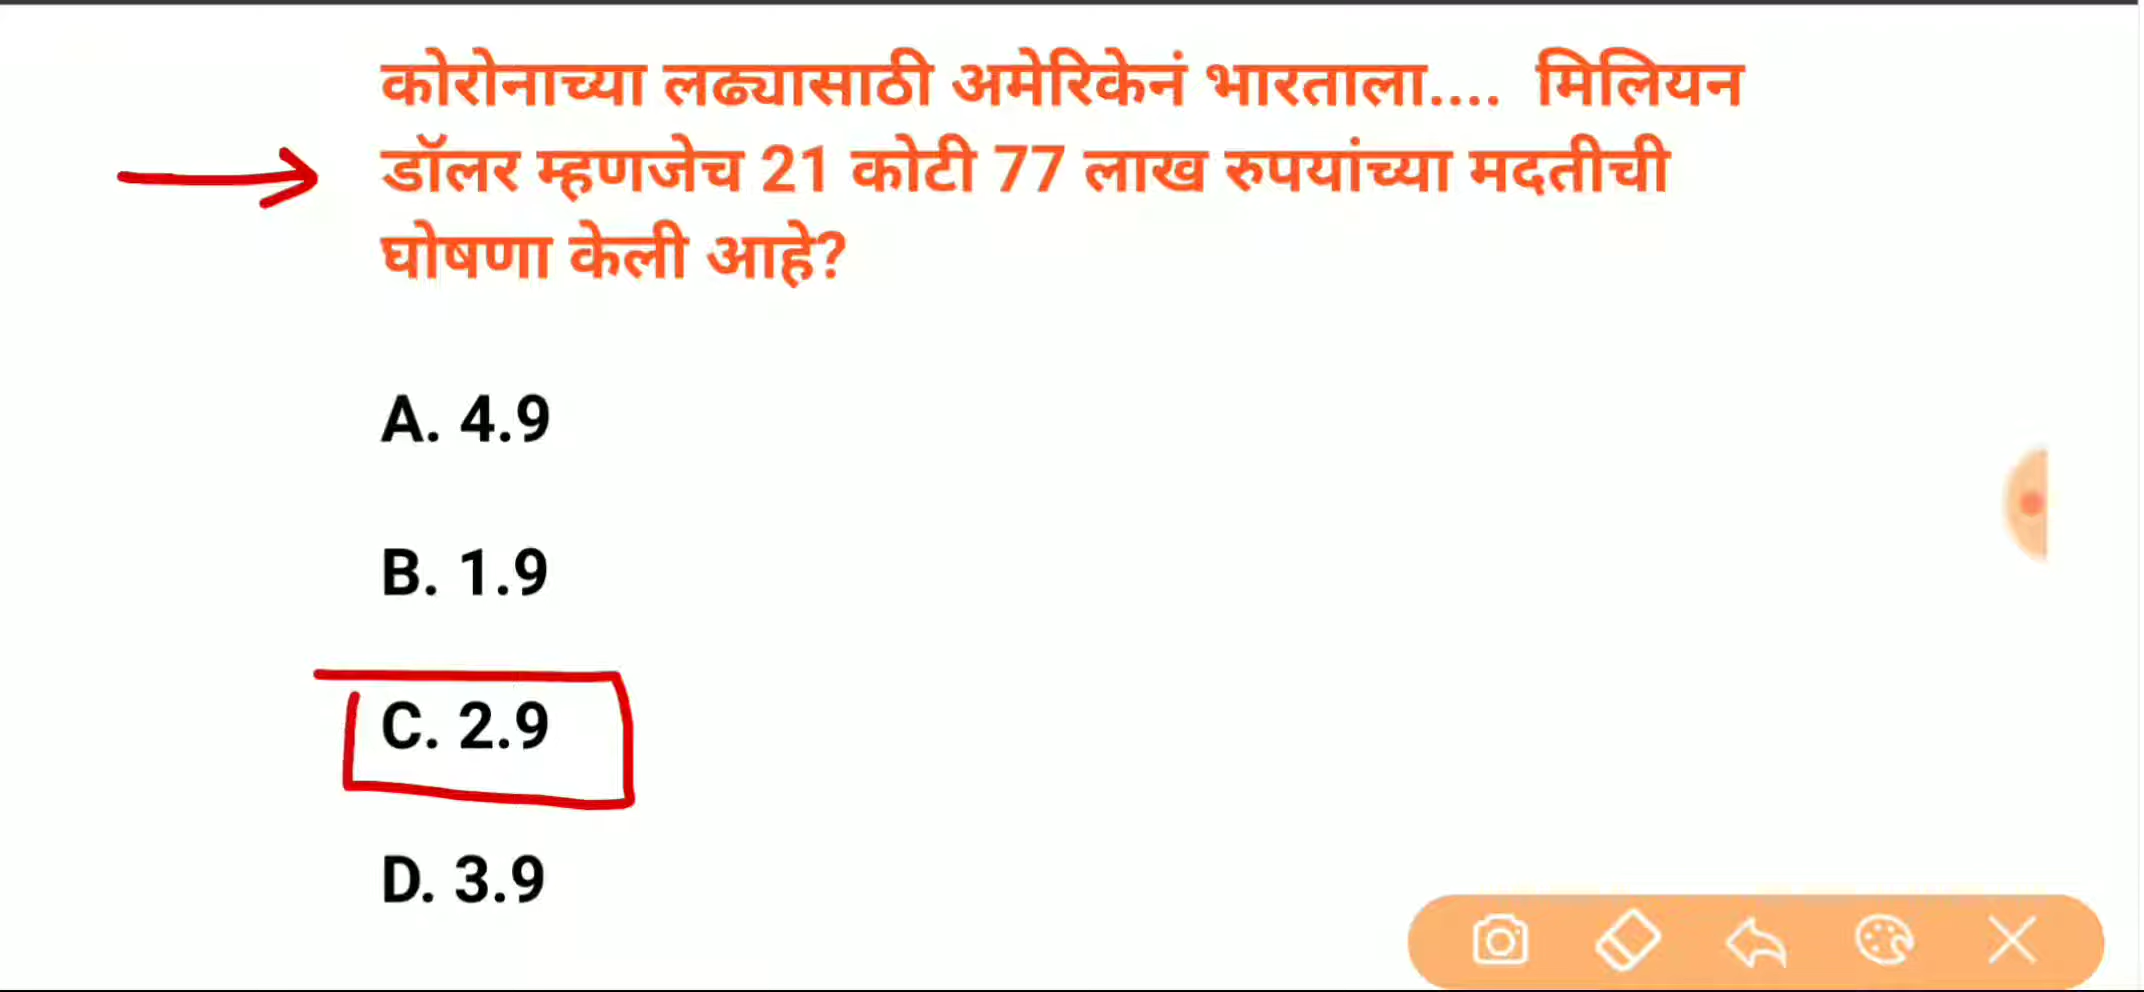 कोरोनाच्या लढ्यासाठी अमेरिकेनं भारताला.... मिलियन
डॉलर म्हणजेच 21 कोटी 77 लाख रुपयांच्या मदतीची
घोषणा केली आहे?
A. 4.9
B. 1.9
C. 2.9
D. 3.9